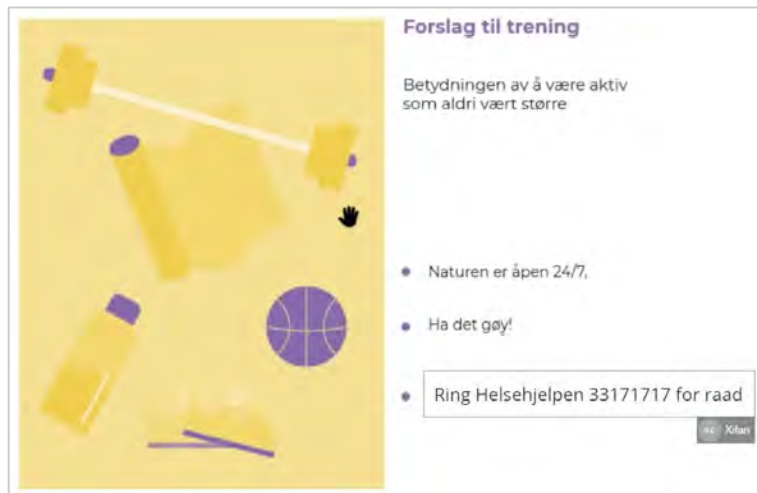 Forslag til trening
Betydningen av å være aktiv
som aldri vært større
Naturen er åpen 24/7,
Ha det gøy!
Ring Helsehjelpen 33171717 for raad
Xilan